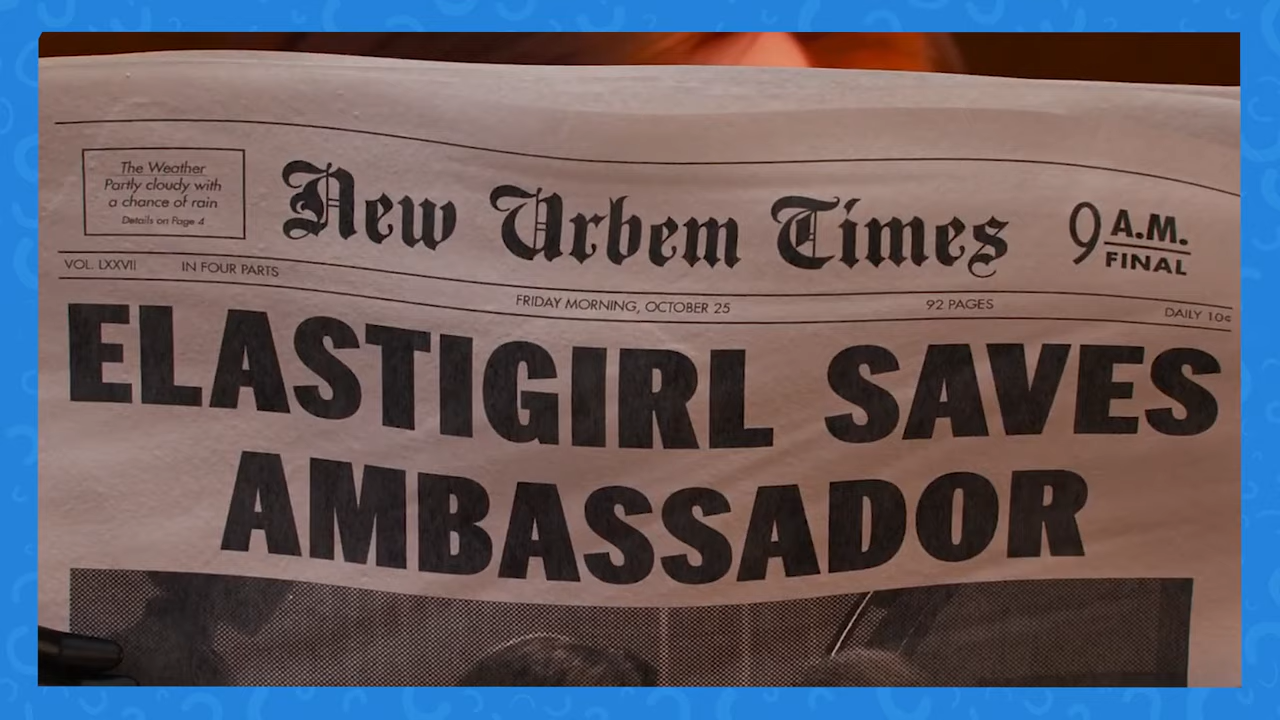 The Weather
Partly cloudy with
a chance of rain
Details on Page 4
New Urbem Times
9 A.M.
FINAL
VOL. LXXVII IN FOUR PARTS FRIDAY MORNING, OCTOBER 25 92 PAGES DAILY 10¢
ELASTIGIRL SAVES
AMBASSADOR